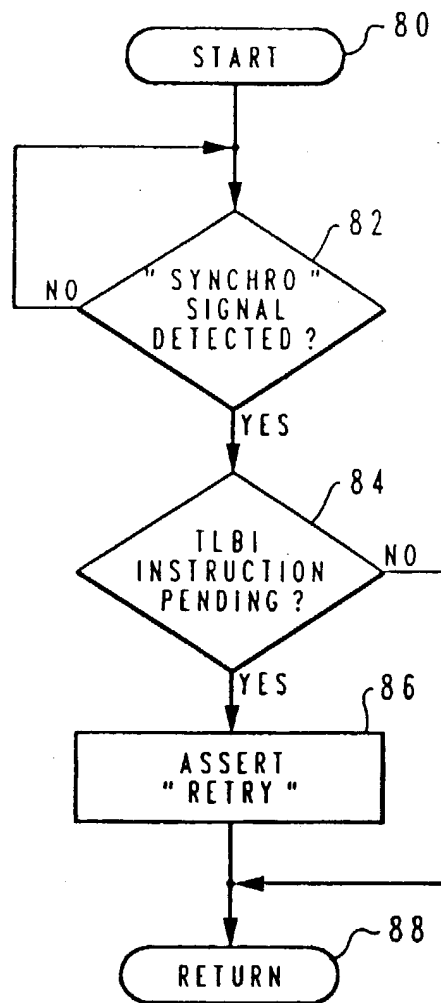 START
80
" SYNCHRO "
SIGNAL
DETECTED ?
82
NO
YES
TLBI
INSTRUCTION
PENDING ?
84
NO
YES
ASSERT
" RETRY "
86
RETURN
88